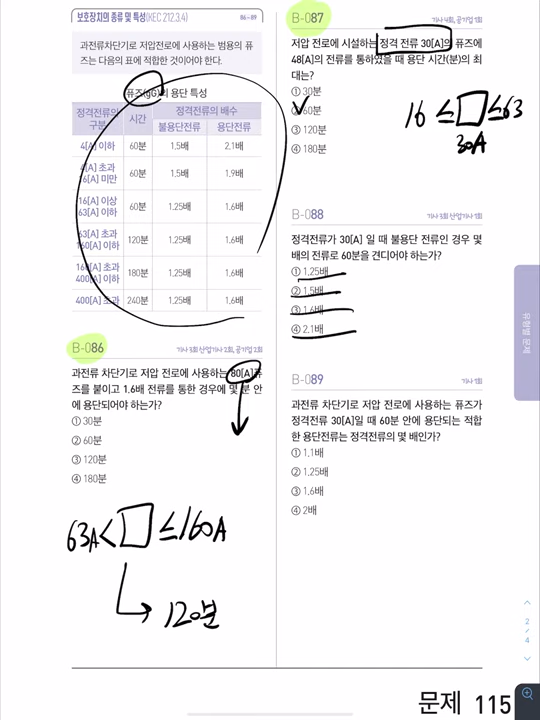 보호장치의 종류 및 특성(KEC 212.3.4)
86~89
과전류차단기로 저압전로에 사용하는 범용의 퓨
즈는 다음의 표에 적합한 것이어야 한다.
퓨즈(gG)의 용단 특성
정격전류의 구분 시간 정격전류의 배수
불용단전류 용단전류
4[A] 이하 60분 1.5배 2.1배
4[A] 초과 16[A] 미만 60분 1.5배 1.9배
16[A] 이상 63[A] 이하 60분 1.25배 1.6배
63[A] 초과 160[A] 이하 120분 1.25배 1.6배
160[A] 초과 400[A] 이하 180분 1.25배 1.6배
400[A] 초과 240분 1.25배 1.6배
B-086
기사 3회 산업기사 2회, 공기업 2회
과전류 차단기로 저압 전로에 사용하는 80[A] 퓨
즈를 붙이고 1.6배 전류를 통한 경우에 몇 분 안
에 용단되어야 하는가?
① 30분
② 60분
③ 120분
④ 180분
63A< □ ≤160A
120분
B-087
기사 4회, 공기업 1회
저압 전로에 시설하는 정격 전류 30[A]의 퓨즈에
48[A]의 전류를 통하였을 때 용단 시간(분)의 최
대는?
① 30분
② 60분
③ 120분
④ 180분
16 ≤ □ ≤63
30A
B-088
기사 3회 산업기사 1회
정격전류가 30[A] 일 때 불용단 전류인 경우 몇
배의 전류로 60분을 견디어야 하는가?
① 1.25배
② 1.5배
③ 1.6배
④ 2.1배
B-089
기사 1회
과전류 차단기로 저압 전로에 사용하는 퓨즈가
정격전류 30[A]일 때 60분 안에 용단되는 적합
한 용단전류는 정격전류의 몇 배인가?
① 1.1배
② 1.25배
③ 1.6배
④ 2배
유형별 문제
2
/
4
문제 115